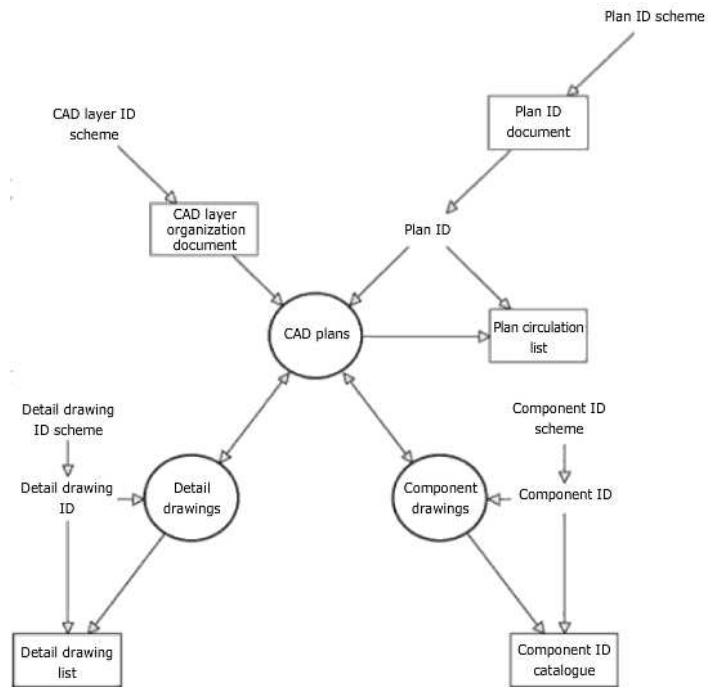 Plan ID scheme
Plan ID
document
CAD layer ID
scheme
CAD layer
organization
document
Plan ID
CAD plans
Plan circulation
list
Detail drawing
ID scheme
Component ID
scheme
Detail drawing
ID
Detail
drawings
Component
drawings
Component ID
Detail drawing
list
Component ID
catalogue